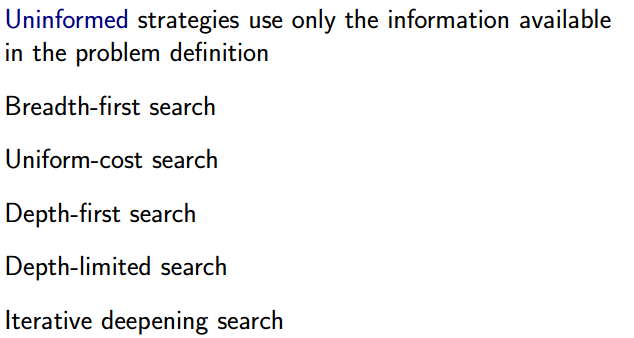 Uninformed strategies use only the information available
in the problem definition
Breadth-first search
Uniform-cost search
Depth-first search
Depth-limited search
Iterative deepening search